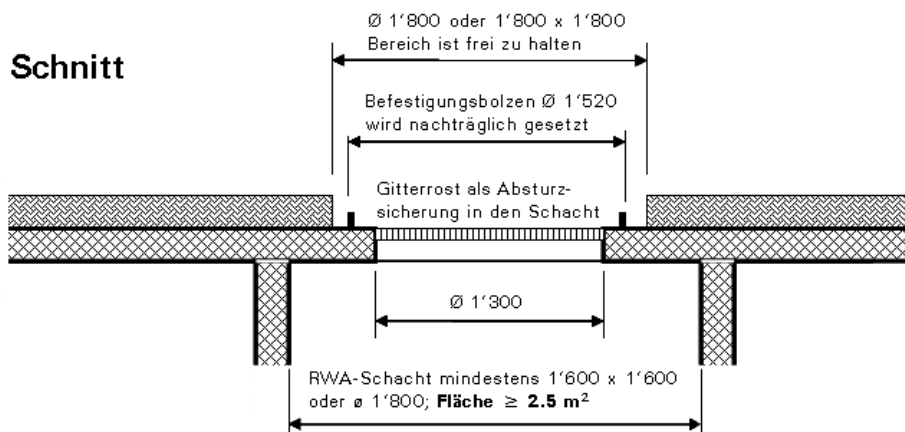 Ø 1'800 oder 1'800 x 1'800
Bereich ist frei zu halten
Schnitt
Befestigungsbolzen Ø 1'520
wird nachträglich gesetzt
Gitterrost als Absturz-
sicherung in den Schacht
Ø 1'300
RWA-Schacht mindestens 1'600 x 1'600
oder ø 1'800; Fläche ≥ 2.5 m²